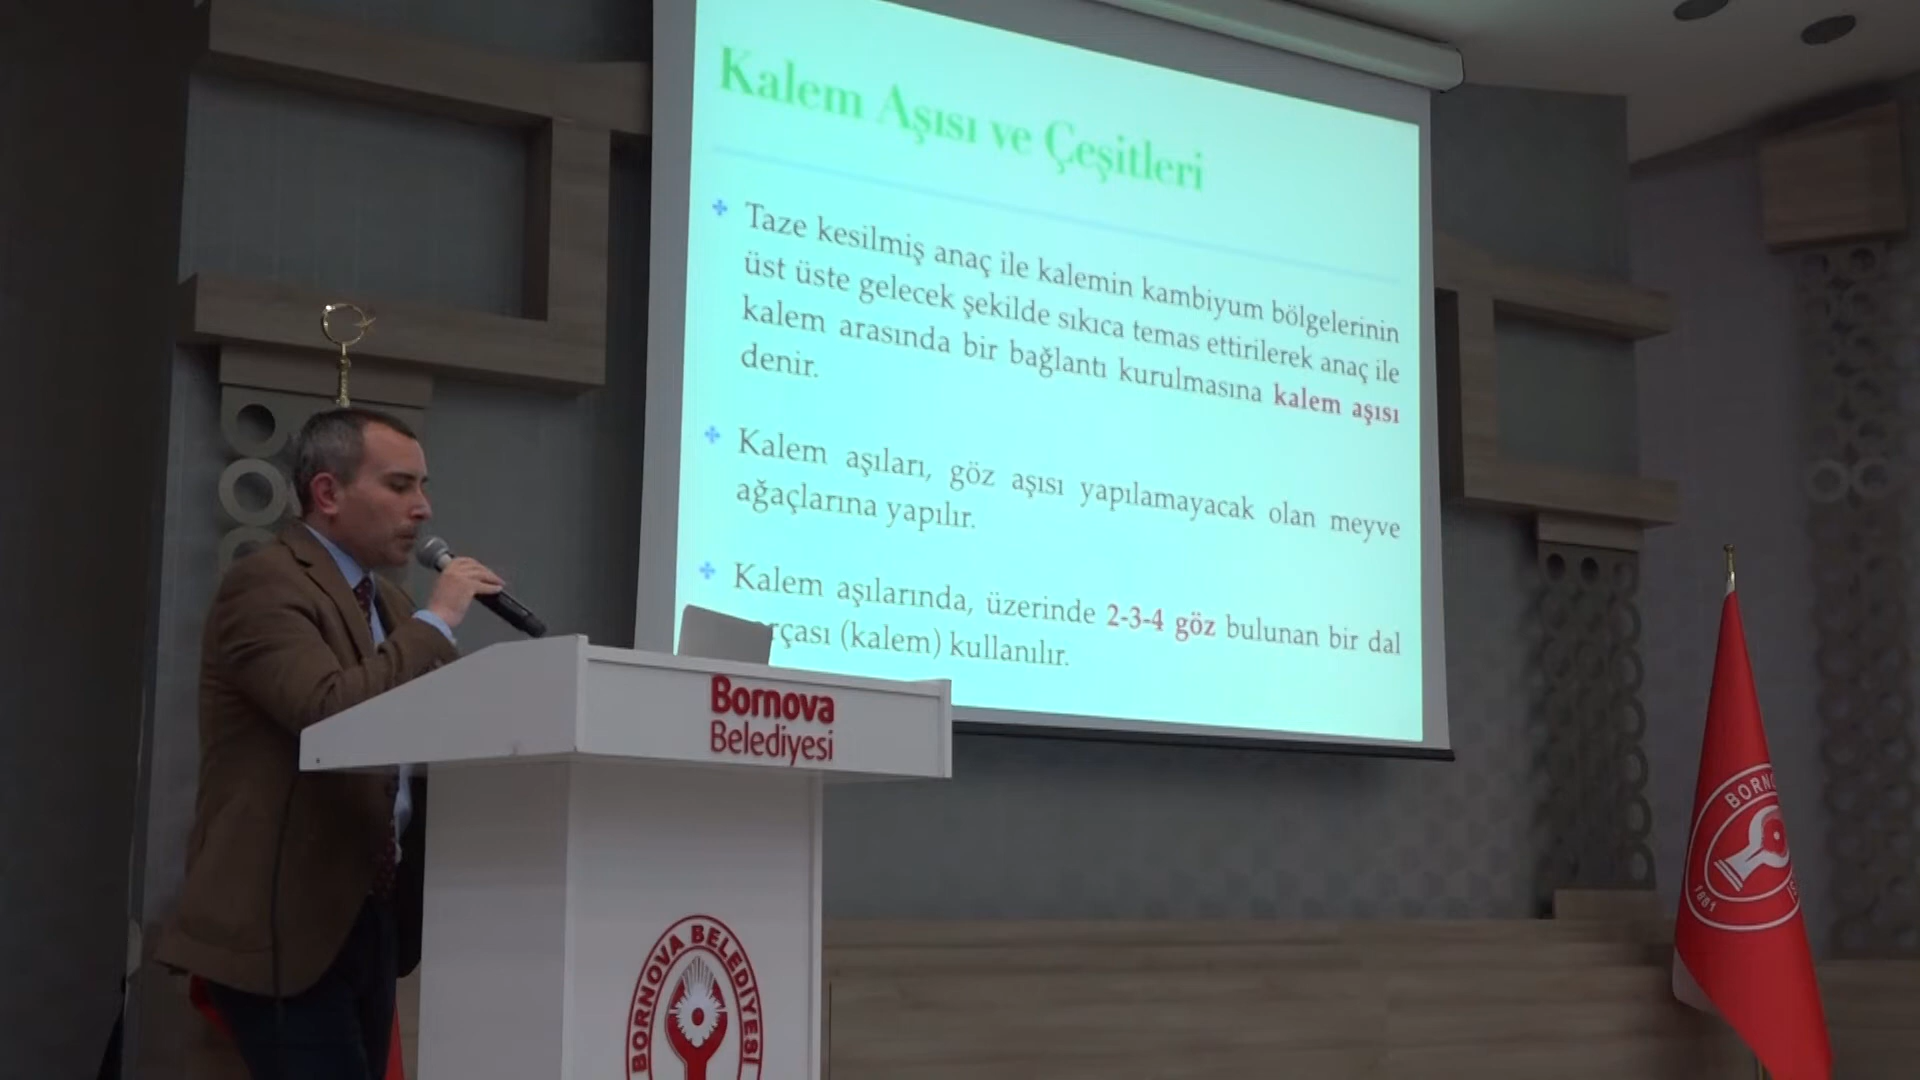 Kalem Aşısı ve Çeşitleri
Taze kesilmiş anaç ile kalemin kambiyum bölgelerinin
üst üste gelecek şekilde sıkıca temas ettirilerek anaç ile
kalem arasında bir bağlantı kurulmasına kalem aşısı
denir.
Kalem aşıları, göz aşısı yapılamayacak olan meyve
ağaçlarına yapılır.
Kalem aşılarında, üzerinde 2-3-4 göz bulunan bir dal
rçası (kalem) kullanılır.
Bornova
Belediyesi
BORNOVA BELEDİYESİ
BORNO
1881